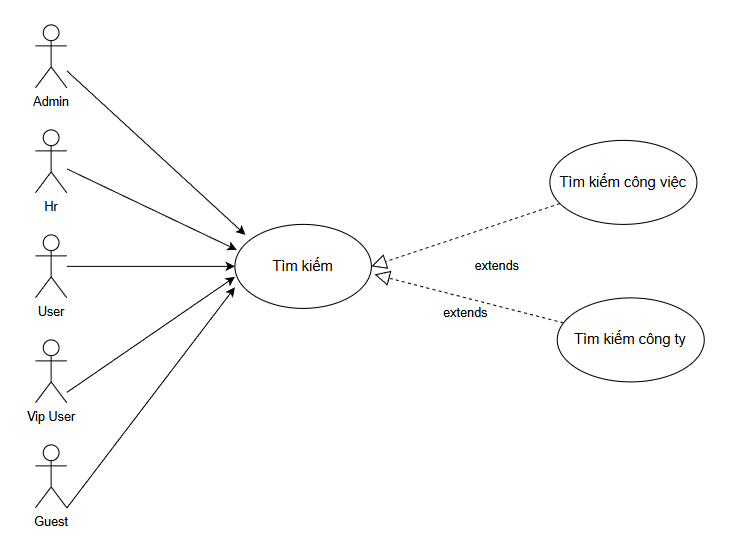 Admin
Hr
User
Vip User
Guest
Tìm kiếm
Tìm kiếm công việc
extends
extends
Tìm kiếm công ty